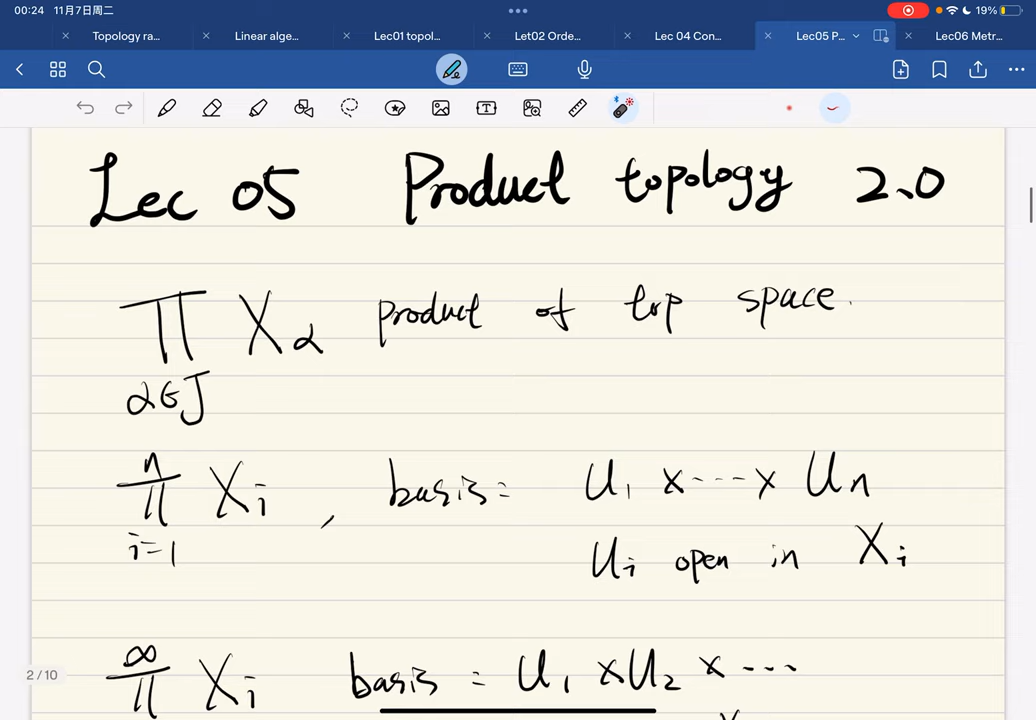 00:24 11月7日周二
19%
Topology ra...
Linear alge...
Lec01 topol...
Let02 Orde...
Lec 04 Con...
Lec05 P...
Lec06 Metr...
Lec 05 Product topology 2.0
∏ Xα product of top space.
α∈J
n
∏ Xi , basis = U1 x---x Un
i=1
Ui open in Xi
∞
∏ Xi basis = U1 xU2 x ---
2 / 10